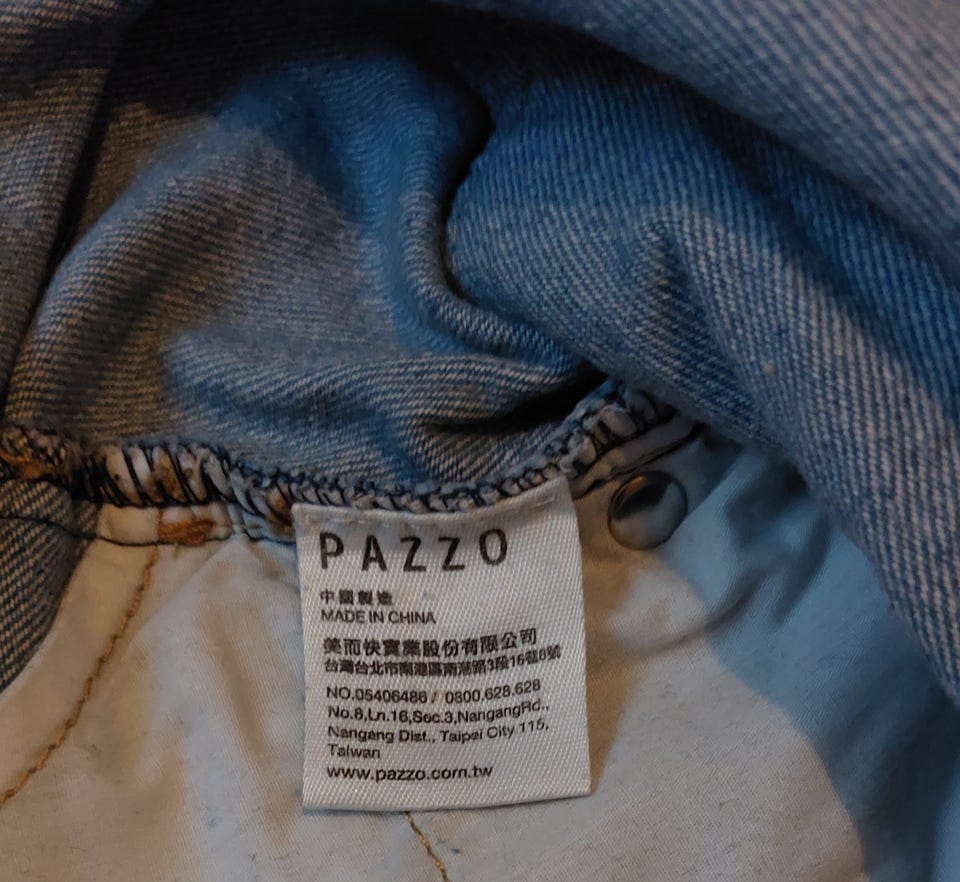 PAZZO
中國製造
MADE IN CHINA
美而快實業股份有限公司
台灣台北市南港區南港路3段16巷8號
NO.05406486 / 0800.628.628
No.8,Ln.16,Sec.3,NangangRd.,
Nangang Dist., Taipei City 115,
Taiwan
www.pazzo.com.tw